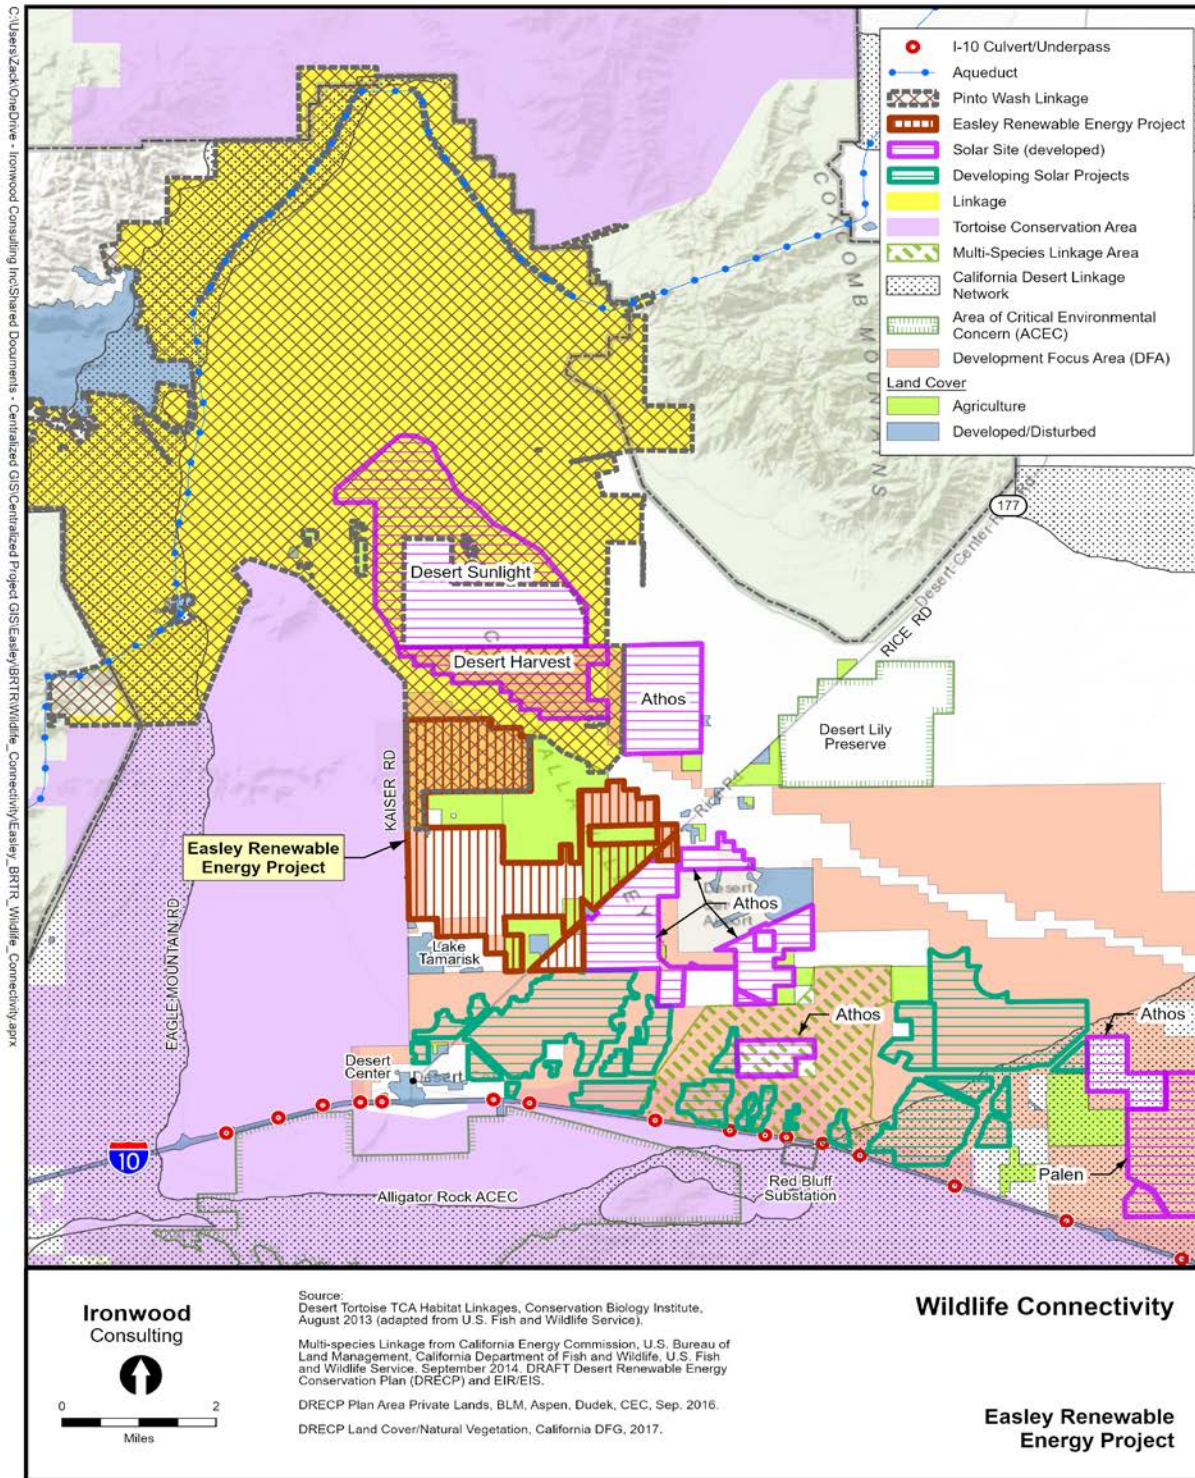 C:\Users\Zack\OneDrive - Ironwood Consulting Inc\Shared Documents - Centralized GIS\Centralized Project GIS\Easley\BRTR\Wildlife_Connectivity\Easley_BRTR_Wildlife_Connectivity.aprx
I-10 Culvert/Underpass
Aqueduct
Pinto Wash Linkage
Easley Renewable Energy Project
Solar Site (developed)
Developing Solar Projects
Linkage
Tortoise Conservation Area
Multi-Species Linkage Area
California Desert Linkage
Network
Area of Critical Environmental
Concern (ACEC)
Development Focus Area (DFA)
Land Cover
Agriculture
Developed/Disturbed
COXCOMB MOUNTAINS
177
Desert Center Rice Rd
RICE RD
Desert Sunlight
Desert Harvest
Athos
Desert Lily
Preserve
KAISER RD
Rice Rd
Easley Renewable
Energy Project
Athos
EAGLE MOUNTAIN RD
Lake
Tamarisk
Athos
Athos
Desert
Center
Desert
10
Palen
Red Bluff
Substation
Alligator Rock ACEC
Ironwood
Consulting
0 2
Miles
Source:
Desert Tortoise TCA Habitat Linkages, Conservation Biology Institute,
August 2013 (adapted from U.S. Fish and Wildlife Service).
Multi-species Linkage from California Energy Commission, U.S. Bureau of
Land Management, California Department of Fish and Wildlife, U.S. Fish
and Wildlife Service. September 2014. DRAFT Desert Renewable Energy
Conservation Plan (DRECP) and EIR/EIS.
DRECP Plan Area Private Lands, BLM, Aspen, Dudek, CEC, Sep. 2016.
DRECP Land Cover/Natural Vegetation, California DFG, 2017.
Wildlife Connectivity
Easley Renewable
Energy Project